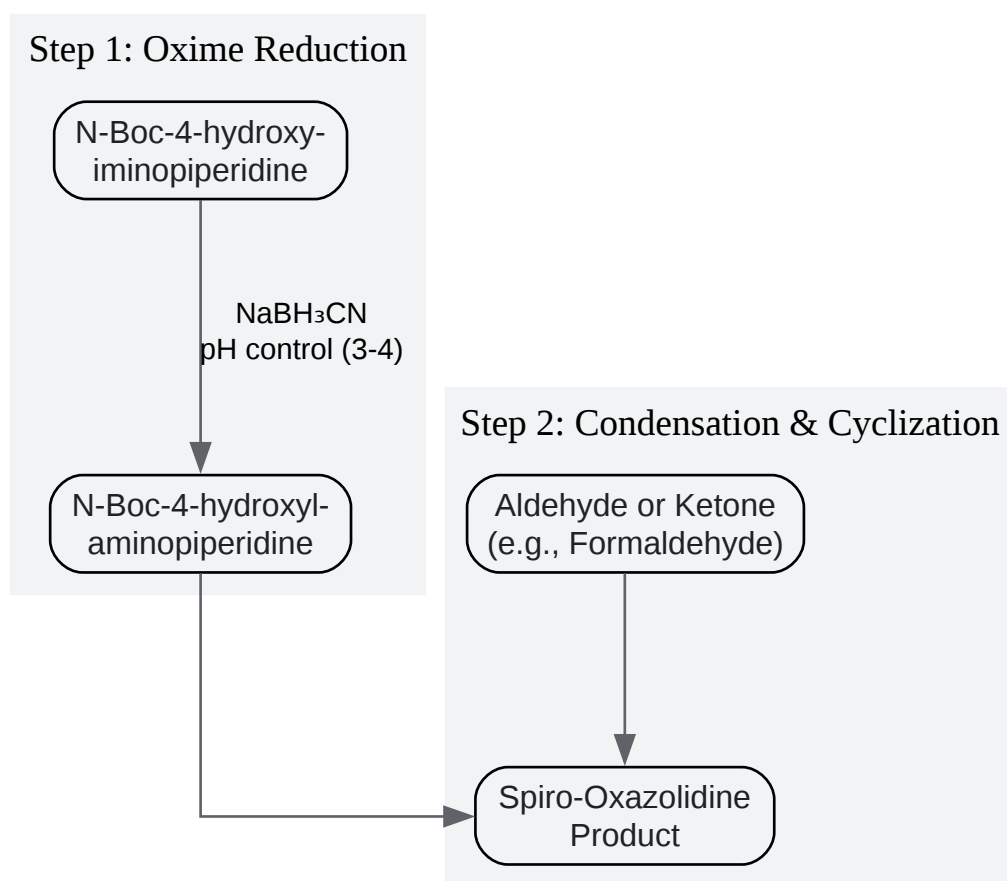 Step 1: Oxime Reduction
N-Boc-4-hydroxy-
iminopiperidine
NaBH₃CN
pH control (3-4)
N-Boc-4-hydroxyl-
aminopiperidine
Step 2: Condensation & Cyclization
Aldehyde or Ketone
(e.g., Formaldehyde)
Spiro-Oxazolidine
Product